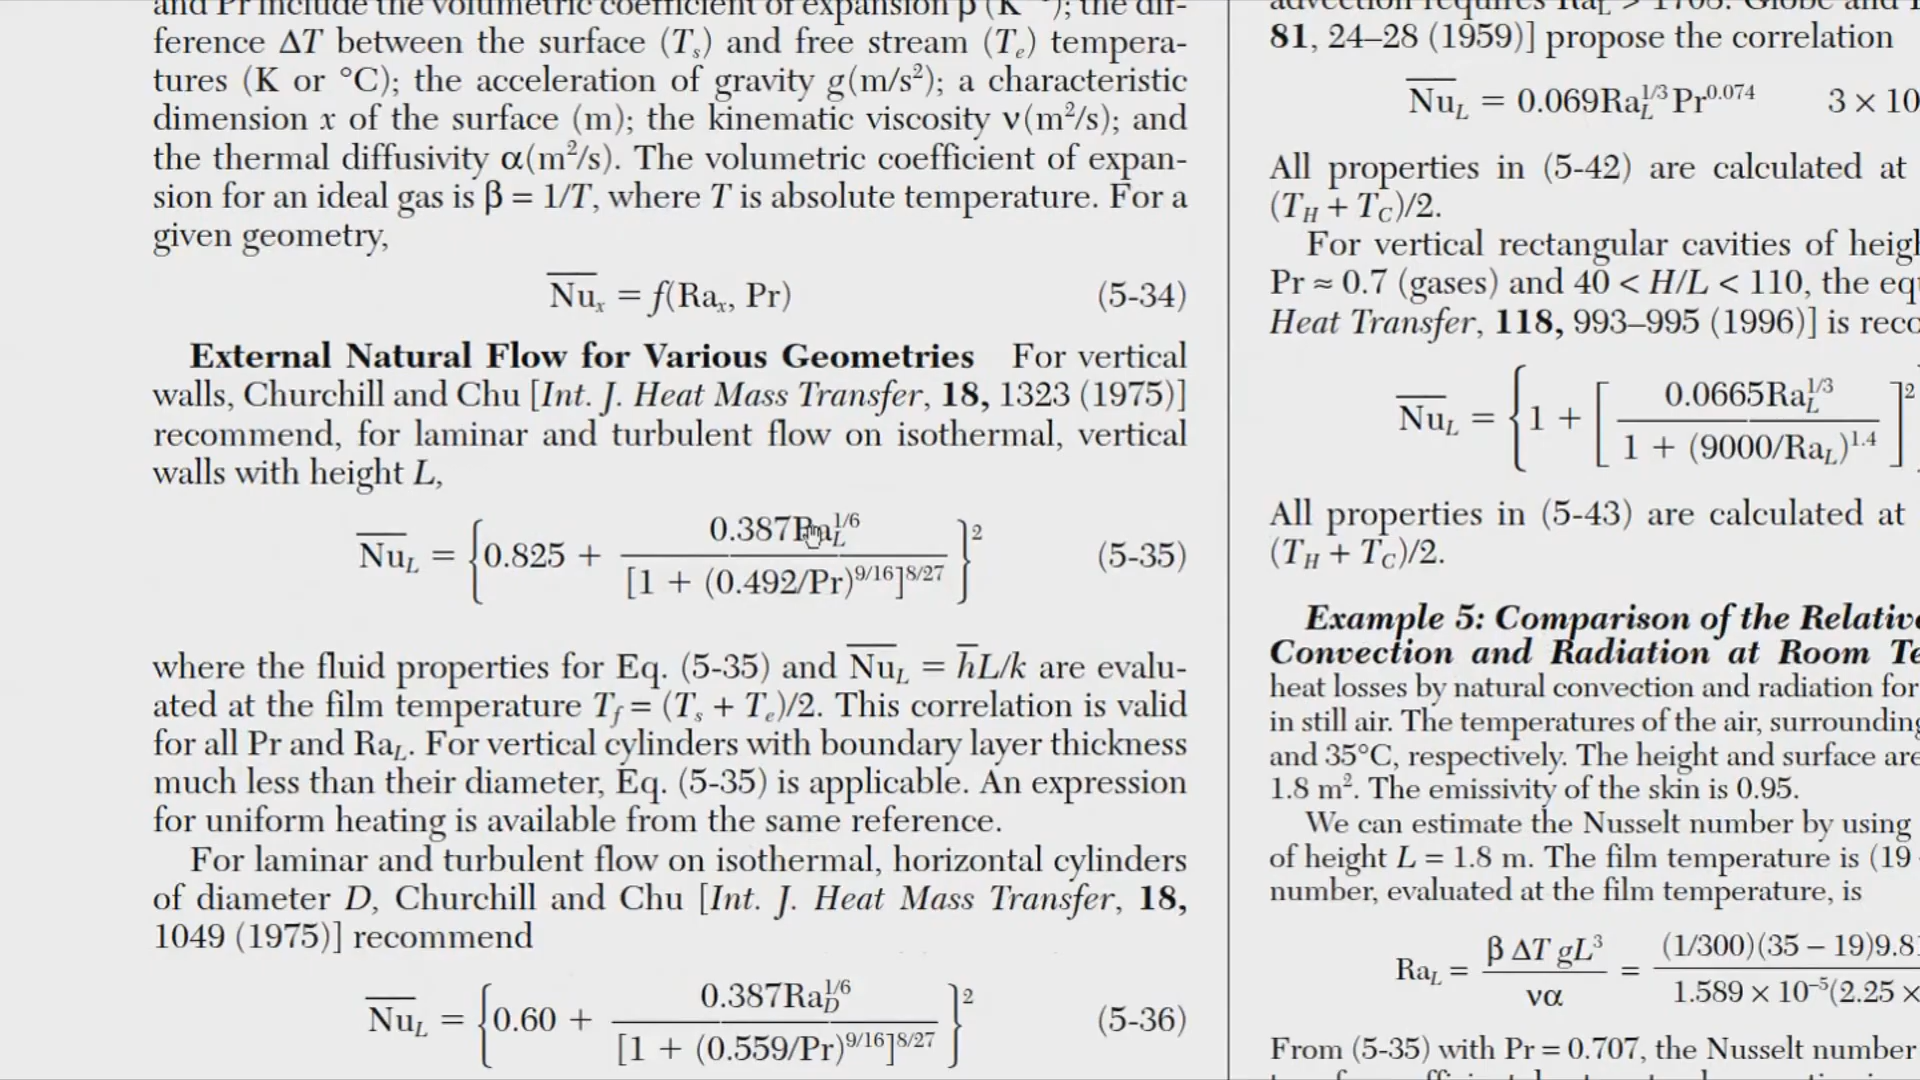 and Pr include the volumetric coefficient of expansion β (K⁻¹); the dif-
ference ΔT between the surface (Tₛ) and free stream (Tₑ) tempera-
tures (K or °C); the acceleration of gravity g(m/s²); a characteristic
dimension x of the surface (m); the kinematic viscosity ν(m²/s); and
the thermal diffusivity α(m²/s). The volumetric coefficient of expan-
sion for an ideal gas is β = 1/T, where T is absolute temperature. For a
given geometry,
N̅u̅ₓ = f(Raₓ, Pr) (5-34)
External Natural Flow for Various Geometries For vertical
walls, Churchill and Chu [Int. J. Heat Mass Transfer, 18, 1323 (1975)]
recommend, for laminar and turbulent flow on isothermal, vertical
walls with height L,
N̅u̅_L = {0.825 + 0.387Ra_L^1/6 / [1 + (0.492/Pr)^9/16]^8/27}² (5-35)
where the fluid properties for Eq. (5-35) and N̅u̅_L = h̅L/k are evalu-
ated at the film temperature T_f = (Tₛ + Tₑ)/2. This correlation is valid
for all Pr and Ra_L. For vertical cylinders with boundary layer thickness
much less than their diameter, Eq. (5-35) is applicable. An expression
for uniform heating is available from the same reference.
For laminar and turbulent flow on isothermal, horizontal cylinders
of diameter D, Churchill and Chu [Int. J. Heat Mass Transfer, 18,
1049 (1975)] recommend
N̅u̅_L = {0.60 + 0.387Ra_D^1/6 / [1 + (0.559/Pr)^9/16]^8/27}² (5-36)
advection requires Ra_L > 1708. Globe and
81, 24–28 (1959)] propose the correlation
N̅u̅_L = 0.069Ra_L^1/3 Pr^0.074 3 × 10
All properties in (5-42) are calculated at
(T_H + T_C)/2.
For vertical rectangular cavities of
Pr ≈ 0.7 (gases) and 40 < H/L < 110, the
Heat Transfer, 118, 993–995 (1996)] is
N̅u̅_L = {1 + [0.0665Ra_L^1/3 / 1 + (9000/Ra_L)^1.4]²
All properties in (5-43) are calculated at
(T_H + T_C)/2.
Example 5: Comparison of the Relative
Convection and Radiation at Room
heat losses by natural convection and radiation for
in still air. The temperatures of the air, surrounding
and 35°C, respectively. The height and surface are
1.8 m². The emissivity of the skin is 0.95.
We can estimate the Nusselt number by using
of height L = 1.8 m. The film temperature is (19
number, evaluated at the film temperature, is
Ra_L = β ΔT gL³ / να = (1/300)(35 − 19)9.81 / 1.589 × 10⁻⁵(2.25 ×
From (5-35) with Pr = 0.707, the Nusselt number